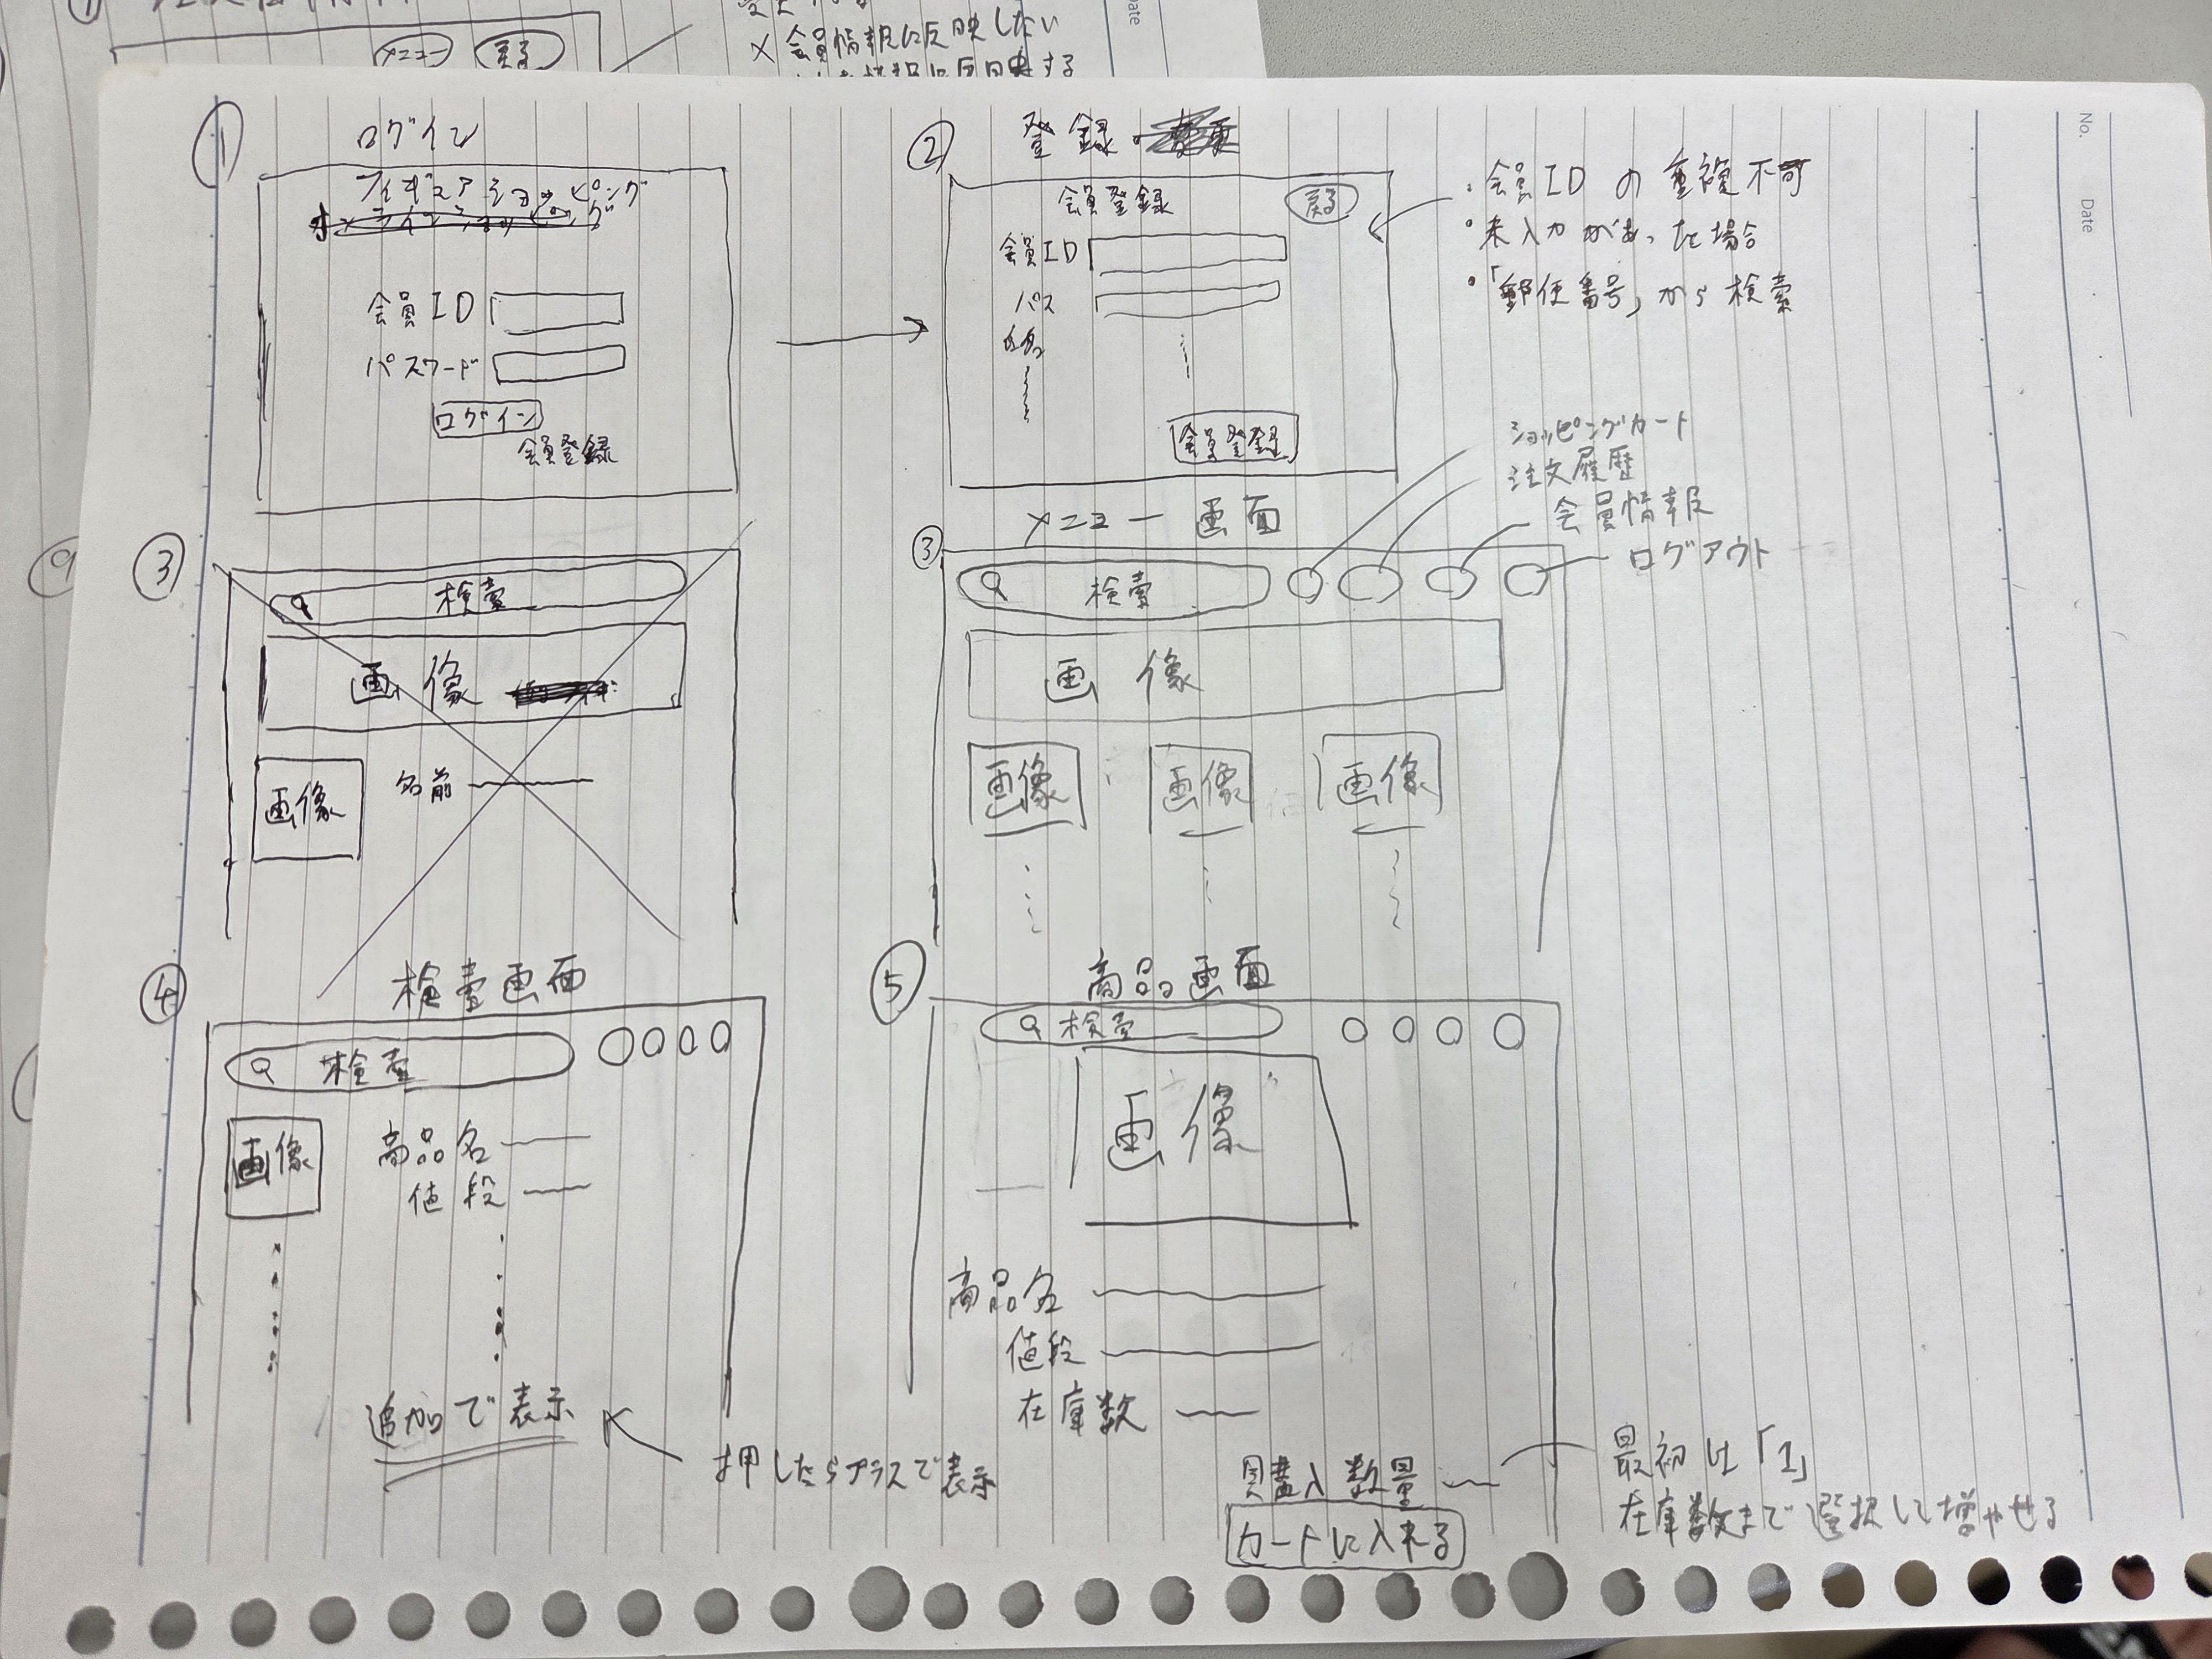 メニュー
戻る
× 会員情報に反映しない
①
ログイン
フィギュアショッピング
会員ID
パスワード
ログイン
会員登録
②
登録
会員登録
戻る
会員ID
パス
会員登録
・会員IDの重複不可
・未入力があった場合
・「郵便番号」から検索
③
検索
画像
画像
名前
メニュー画面
③
検索
ショッピングカート
注文履歴
会員情報
ログアウト
画像
画像
画像
画像
④
検索画面
検索
画像
商品名
値段
追加で表示
押したらプラスで表示
⑤
商品画面
検索
画像
商品名
値段
在庫数
購入数量
カートに入れる
最初は「1」
在庫数まで選択して増やせる
No.
Date
Date
⑨